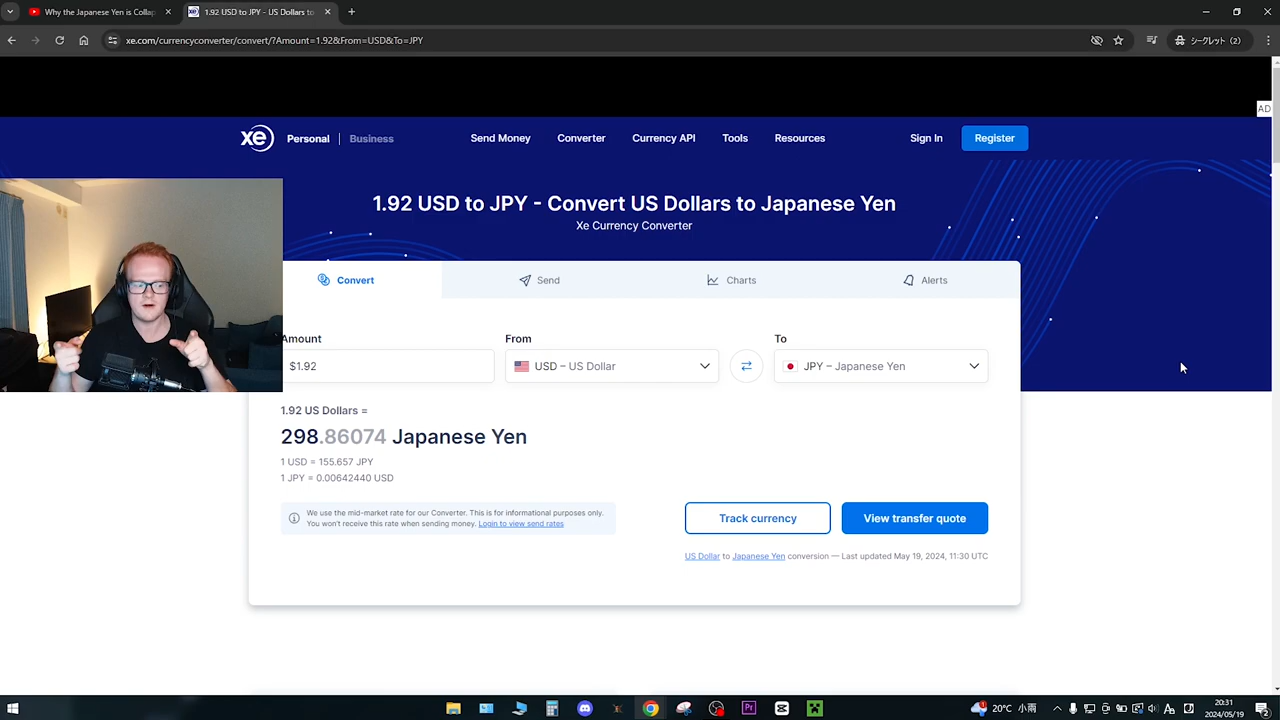 Why the Japanese Yen is Collap
1.92 USD to JPY - US Dollars to
xe.com/currencyconverter/convert/?Amount=1.92&From=USD&To=JPY
シークレット (2)
AD
xe
Personal
Business
Send Money
Converter
Currency API
Tools
Resources
Sign In
Register
1.92 USD to JPY - Convert US Dollars to Japanese Yen
Xe Currency Converter
Convert
Send
Charts
Alerts
Amount
From
To
$1.92
USD – US Dollar
JPY – Japanese Yen
1.92 US Dollars =
298.86074 Japanese Yen
1 USD = 155.657 JPY
1 JPY = 0.00642440 USD
We use the mid-market rate for our Converter. This is for informational purposes only.
You won't receive this rate when sending money. Login to view send rates
Track currency
View transfer quote
US Dollar to Japanese Yen conversion — Last updated May 19, 2024, 11:30 UTC
Pr
20°C 小雨
20:31
2024/05/19